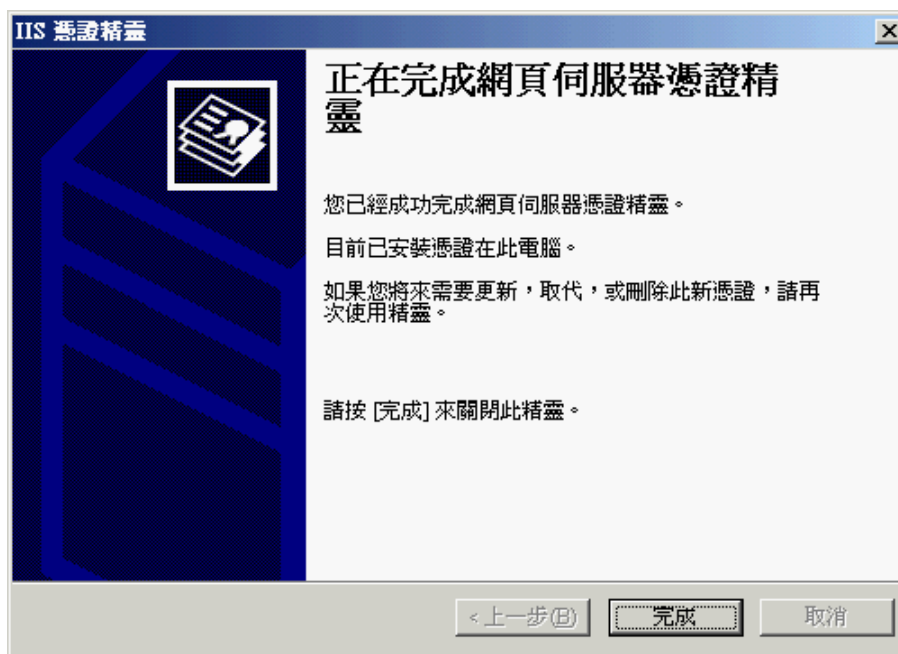 IIS 憑證精靈
正在完成網頁伺服器憑證精
靈
您已經成功完成網頁伺服器憑證精靈。
目前已安裝憑證在此電腦。
如果您將來需要更新，取代，或刪除此新憑證，請再
次使用精靈。
請按 [完成] 來關閉此精靈。
< 上一步(B)
完成
取消